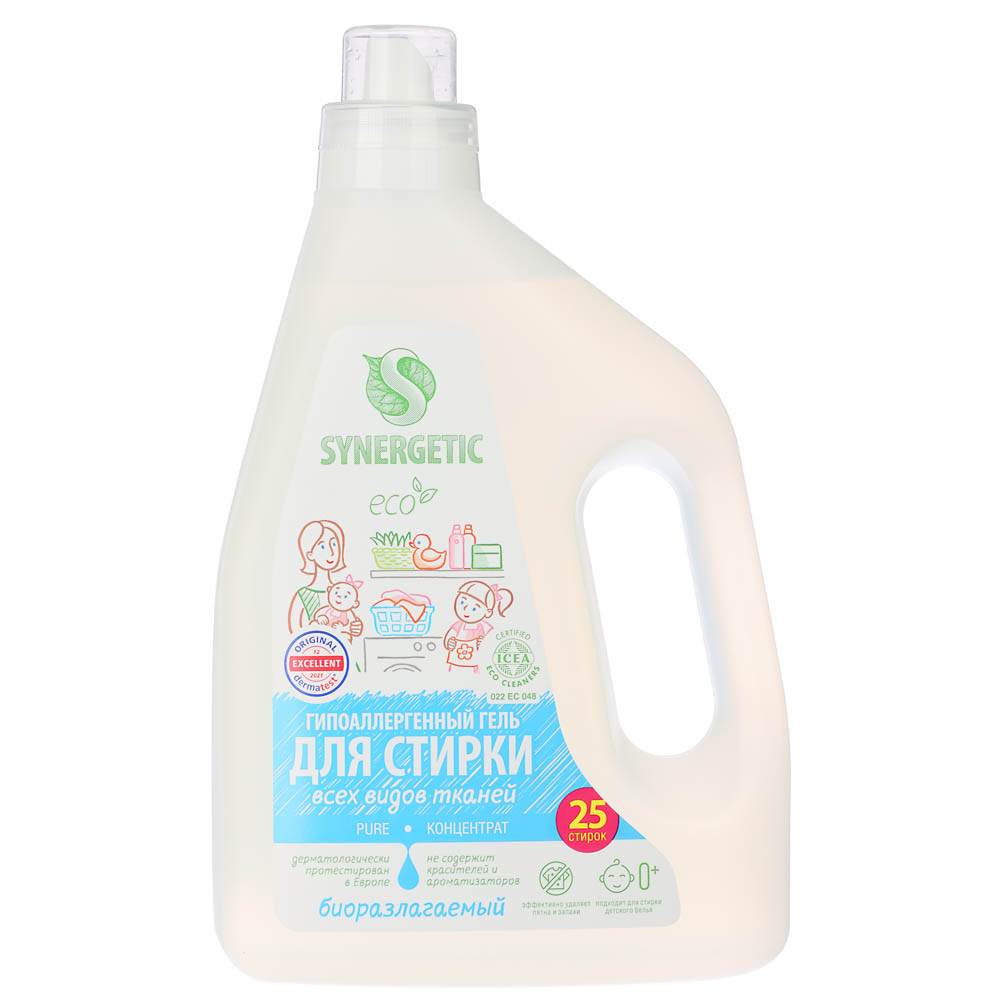 SYNERGETIC
eco
ORIGINAL
12
EXCELLENT
2021
dermatest
CERTIFIED
ICEA
ECO CLEANERS
022 EC 048
ГИПОАЛЛЕРГЕННЫЙ ГЕЛЬ
ДЛЯ СТИРКИ
всех видов тканей
PURE • КОНЦЕНТРАТ
25
стирок
дерматологически
протестирован
в Европе
не содержит
красителей и
ароматизаторов
биоразлагаемый
эффективно удаляет
пятна и запахи
0+
подходит для стирки
детского белья